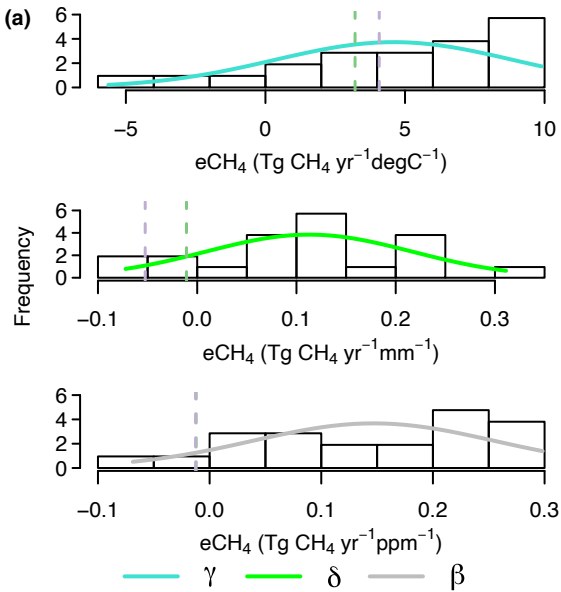 (a)
6
4
2
0
−5 0 5 10
eCH₄ (Tg CH₄ yr⁻¹degC⁻¹)
Frequency
6
4
2
0
−0.1 0.0 0.1 0.2 0.3
eCH₄ (Tg CH₄ yr⁻¹mm⁻¹)
6
4
2
0
−0.1 0.0 0.1 0.2 0.3
eCH₄ (Tg CH₄ yr⁻¹ppm⁻¹)
γ δ β